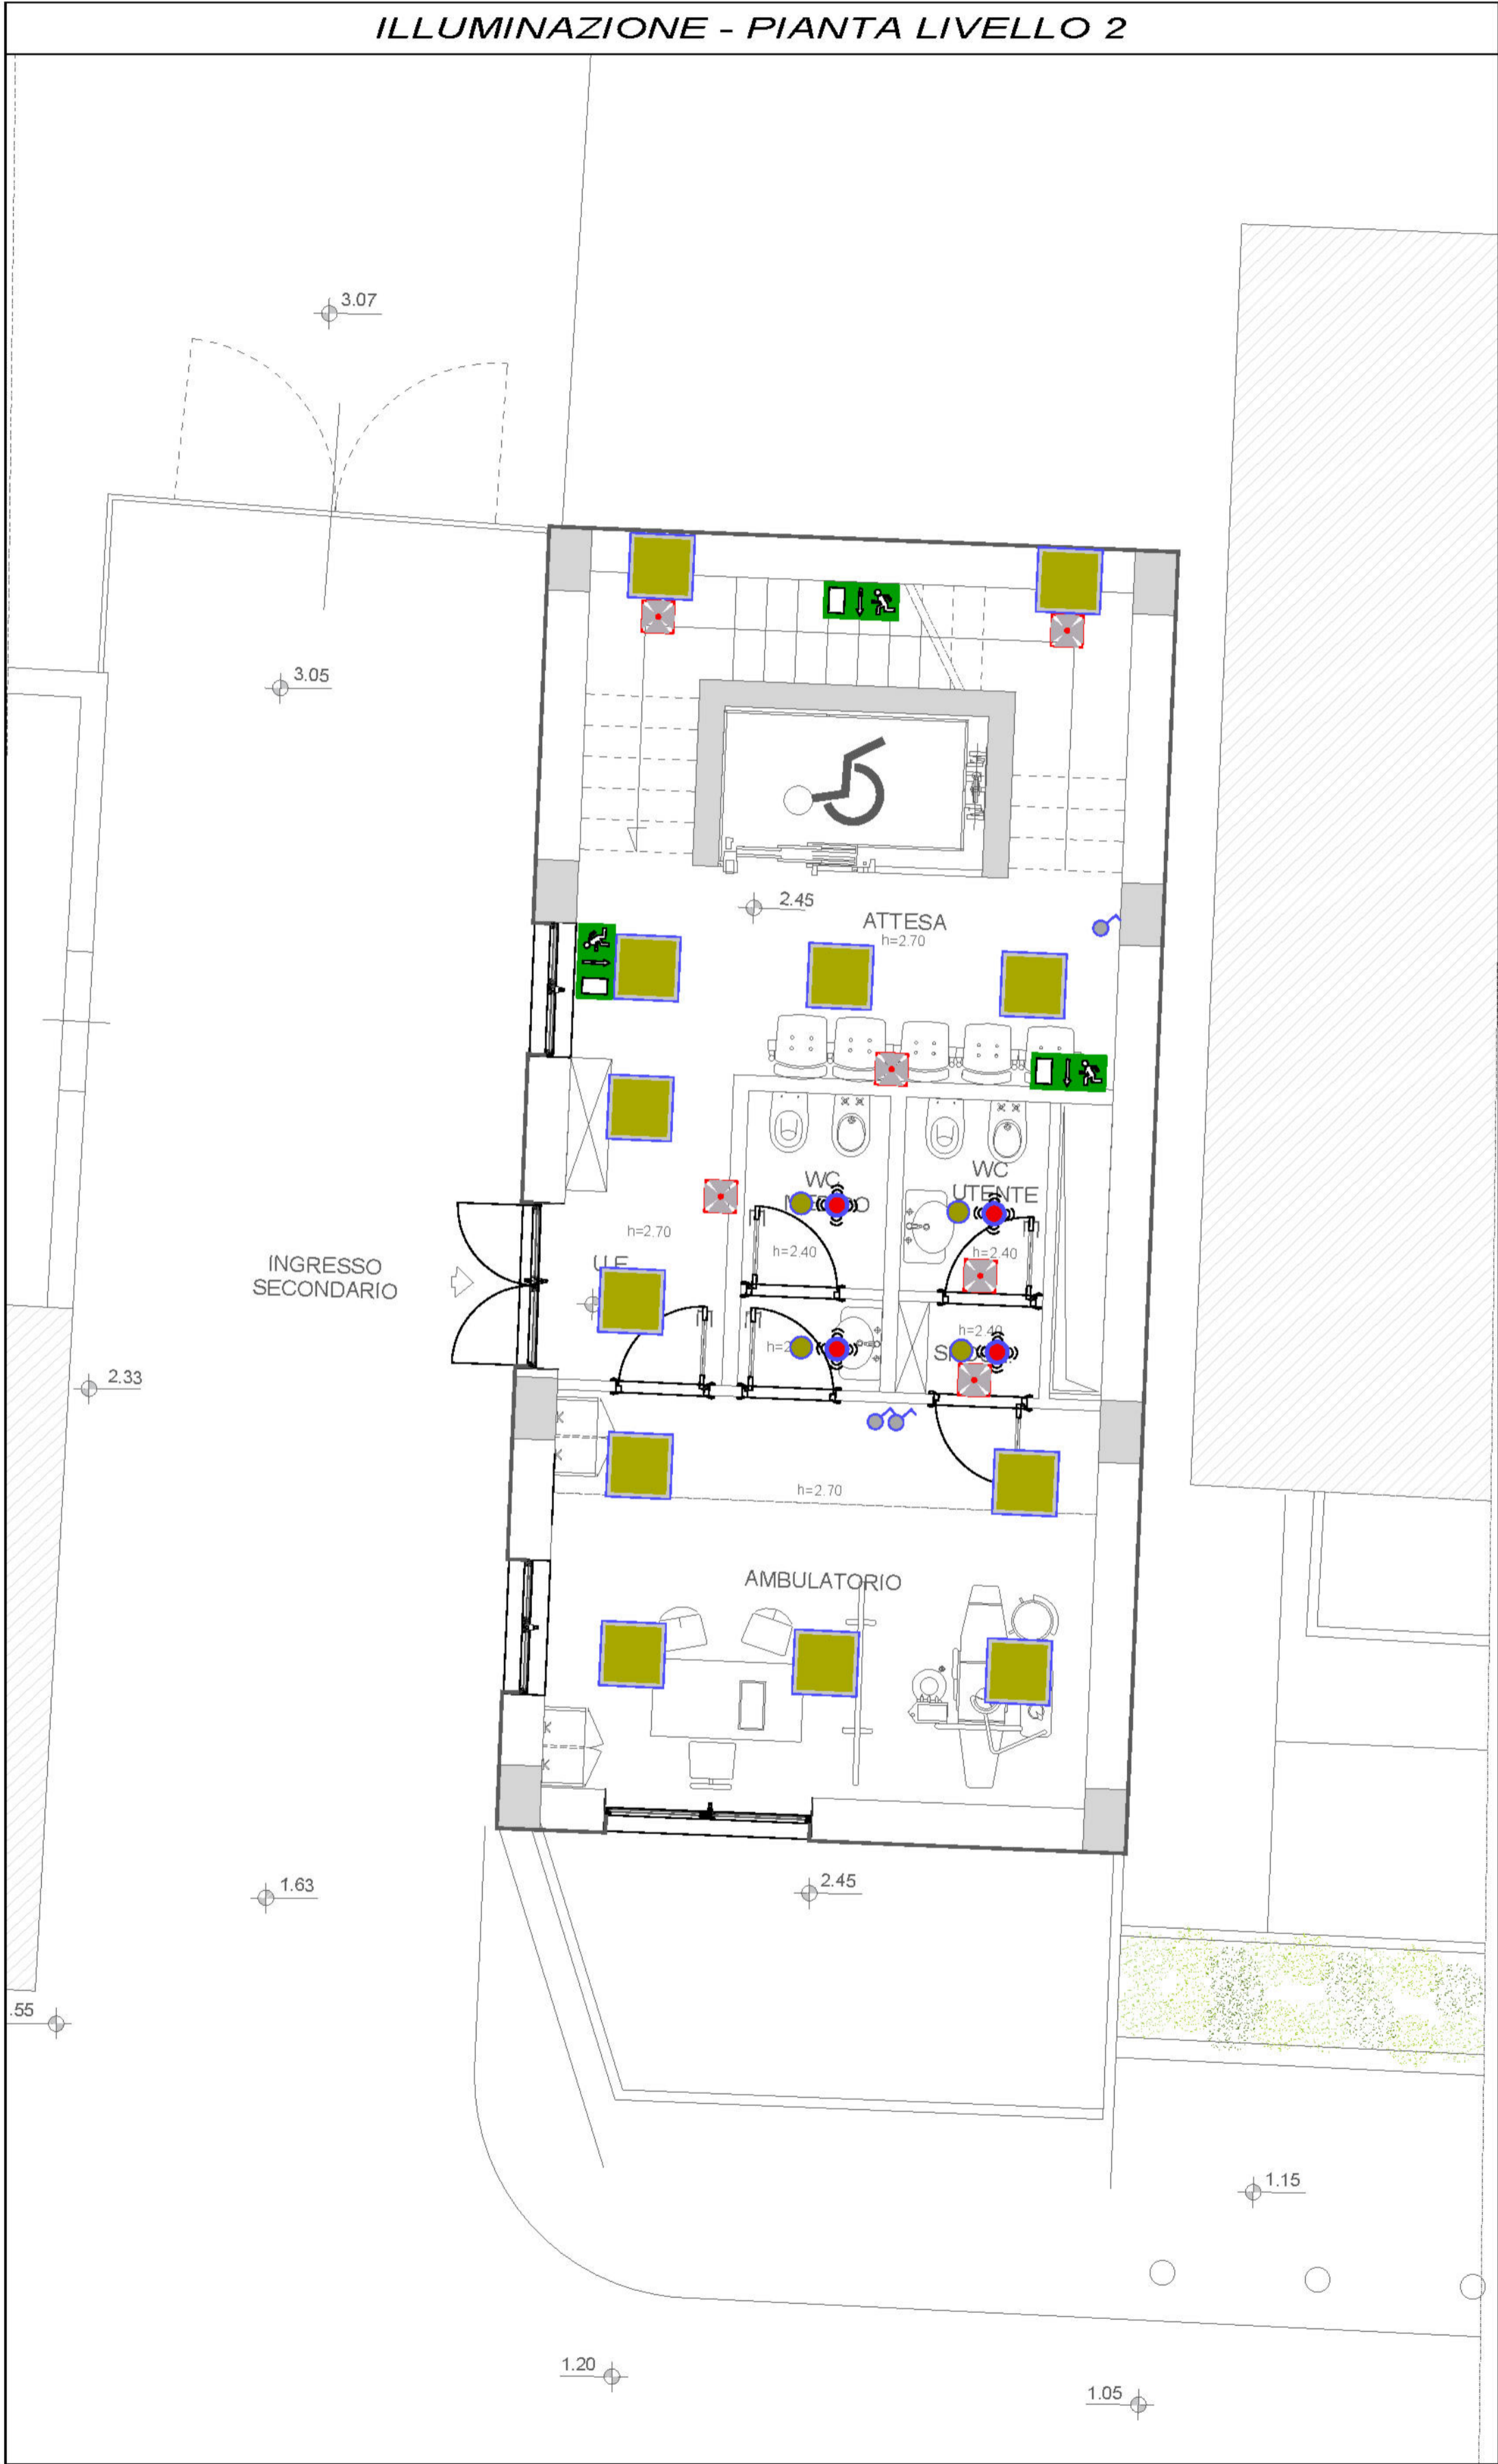 ILLUMINAZIONE - PIANTA LIVELLO 2
3.07
3.05
2.45
ATTESA
h=2.70
WC
WC
UTENTE
h=2.70
h=2.40
h=2.40
INGRESSO
SECONDARIO
h=2.40
2.33
K
K
h=2.70
AMBULATORIO
K
K
1.63
2.45
.55
1.15
1.20
1.05